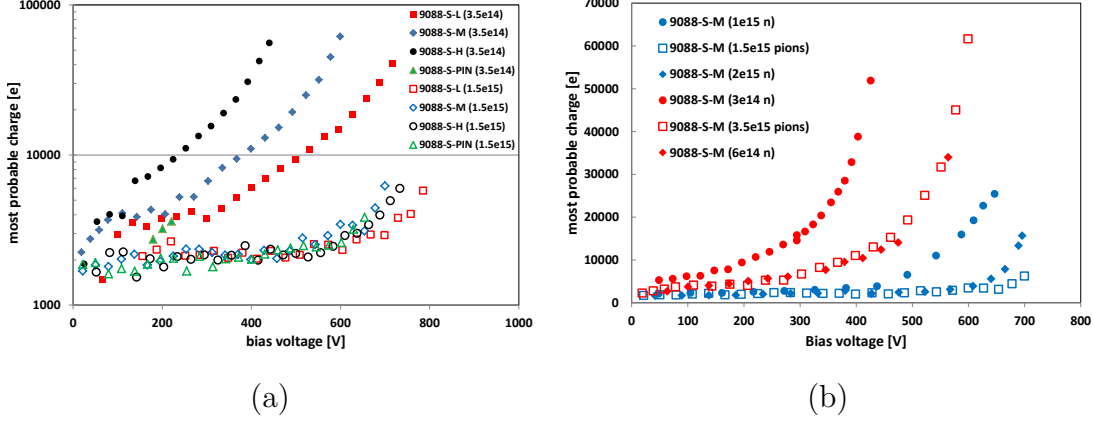 100000
10000
1000
most probable charge [e]
0
200
400
600
800
1000
bias voltage [V]
9088-S-L (3.5e14)
9088-S-M (3.5e14)
9088-S-H (3.5e14)
9088-S-PIN (3.5e14)
9088-S-L (1.5e15)
9088-S-M (1.5e15)
9088-S-H (1.5e15)
9088-S-PIN (1.5e15)
(a)
70000
60000
50000
40000
30000
20000
10000
0
most probable charge [e]
0
100
200
300
400
500
600
700
800
Bias voltage [V]
9088-S-M (1e15 n)
9088-S-M (1.5e15 pions)
9088-S-M (2e15 n)
9088-S-M (3e14 n)
9088-S-M (3.5e15 pions)
9088-S-M (6e14 n)
(b)